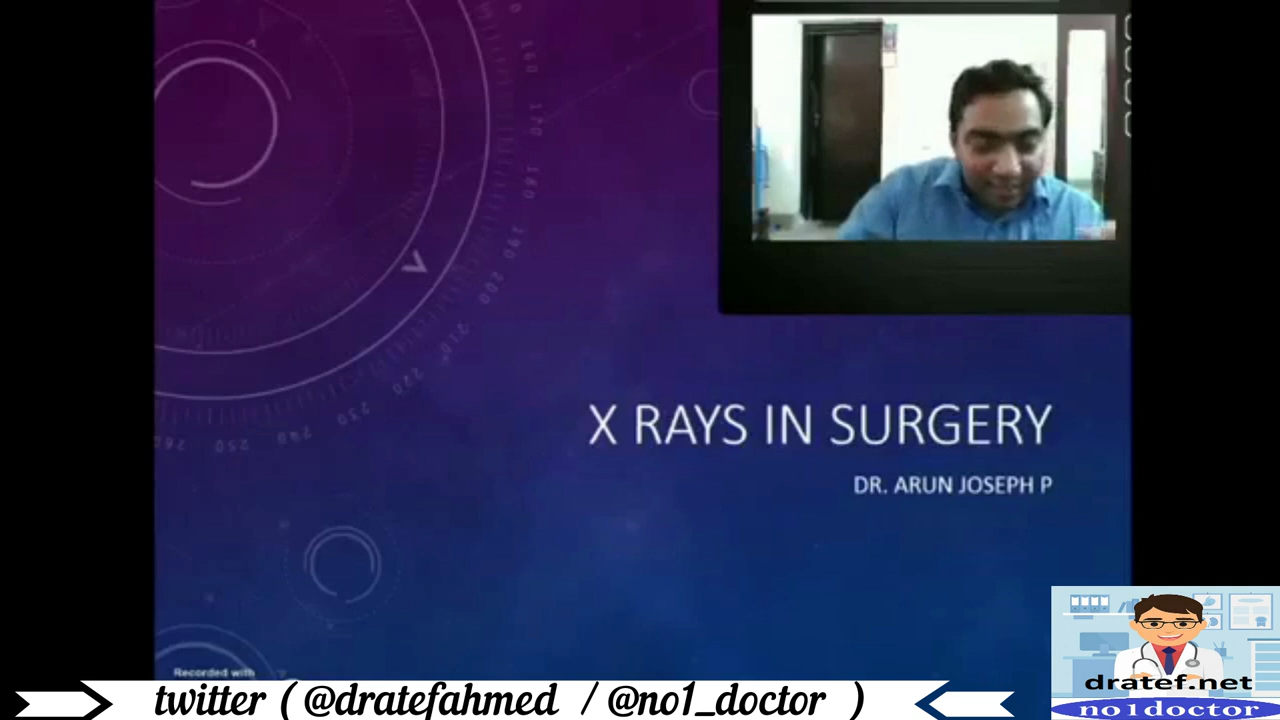 X RAYS IN SURGERY
DR. ARUN JOSEPH P
Recorded with
twitter ( @dratefahmed / @no1_doctor )
dratef.net
no1doctor